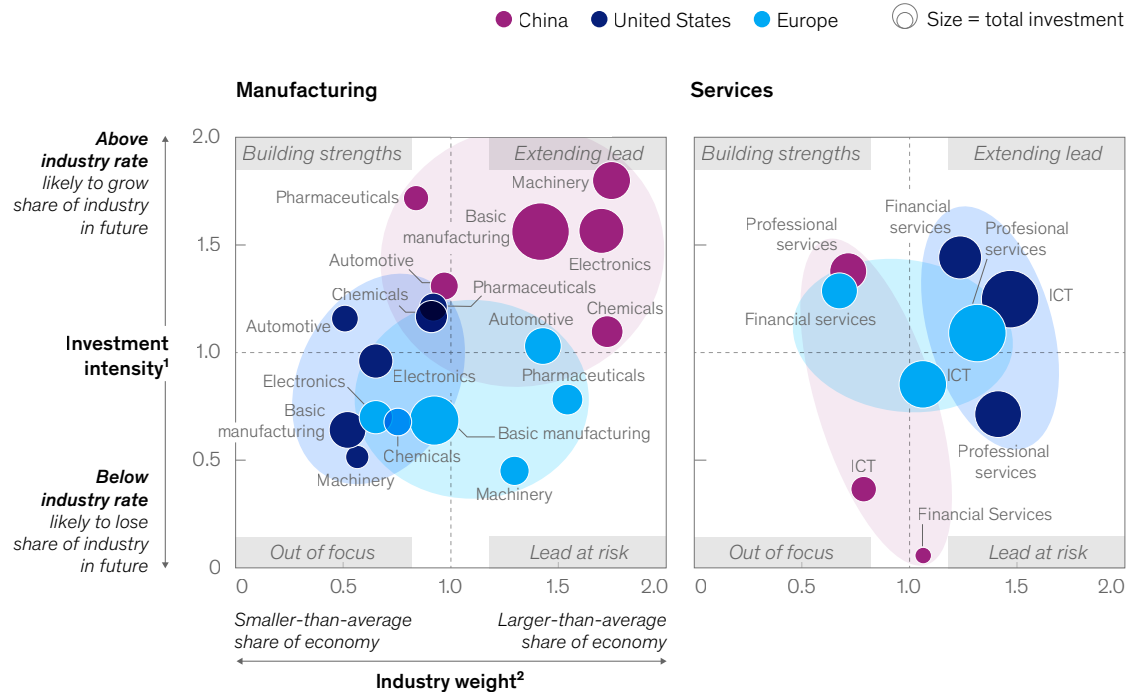 China
United States
Europe
Size = total investment
Manufacturing
Services
Above
industry rate
likely to grow
share of industry
in future
Investment
intensity¹
Below
industry rate
likely to lose
share of industry
in future
2.0
1.5
1.0
0.5
0
Building strengths
Extending lead
Machinery
Pharmaceuticals
Basic
manufacturing
Electronics
Automotive
Pharmaceuticals
Chemicals
Chemicals
Automotive
Automotive
Pharmaceuticals
Electronics
Electronics
Basic
manufacturing
Basic manufacturing
Chemicals
Machinery
Machinery
Out of focus
Lead at risk
0.5
1.0
1.5
2.0
Building strengths
Extending lead
Financial
services
Professional
services
Profesional
services
ICT
Financial services
ICT
Professional
services
ICT
Financial Services
Out of focus
Lead at risk
0
0.5
1.0
1.5
2.0
Smaller-than-average
share of economy
Larger-than-average
share of economy
Industry weight²